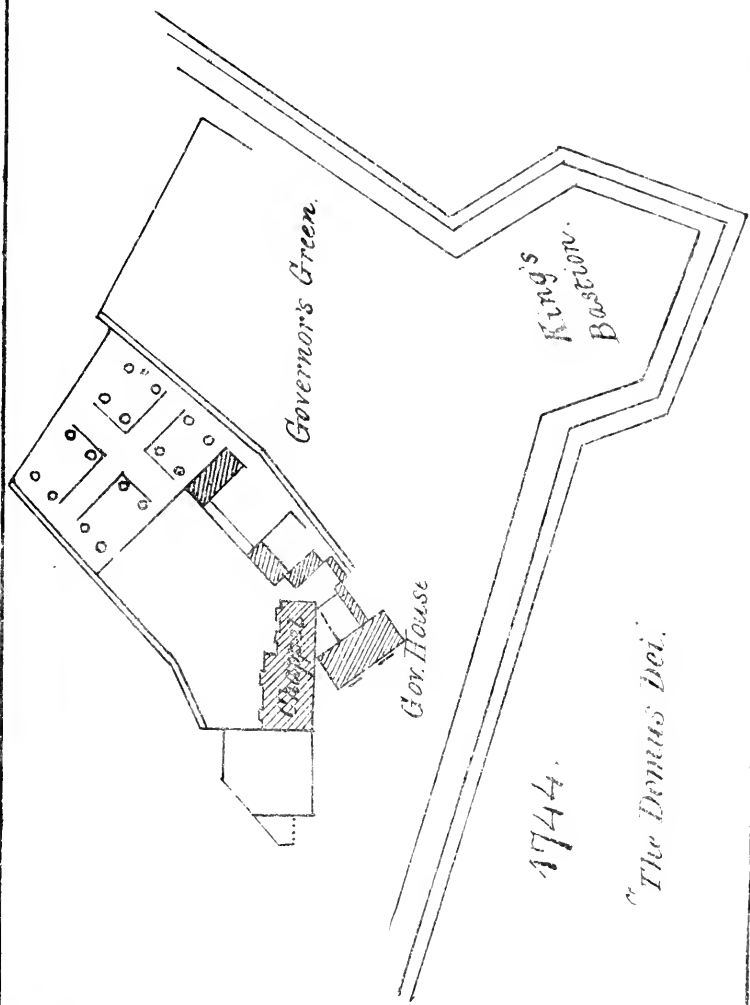 Governor's Green.
King's
Bastion.
Chapel
Gov. House
1744.
"The Domus Dei."